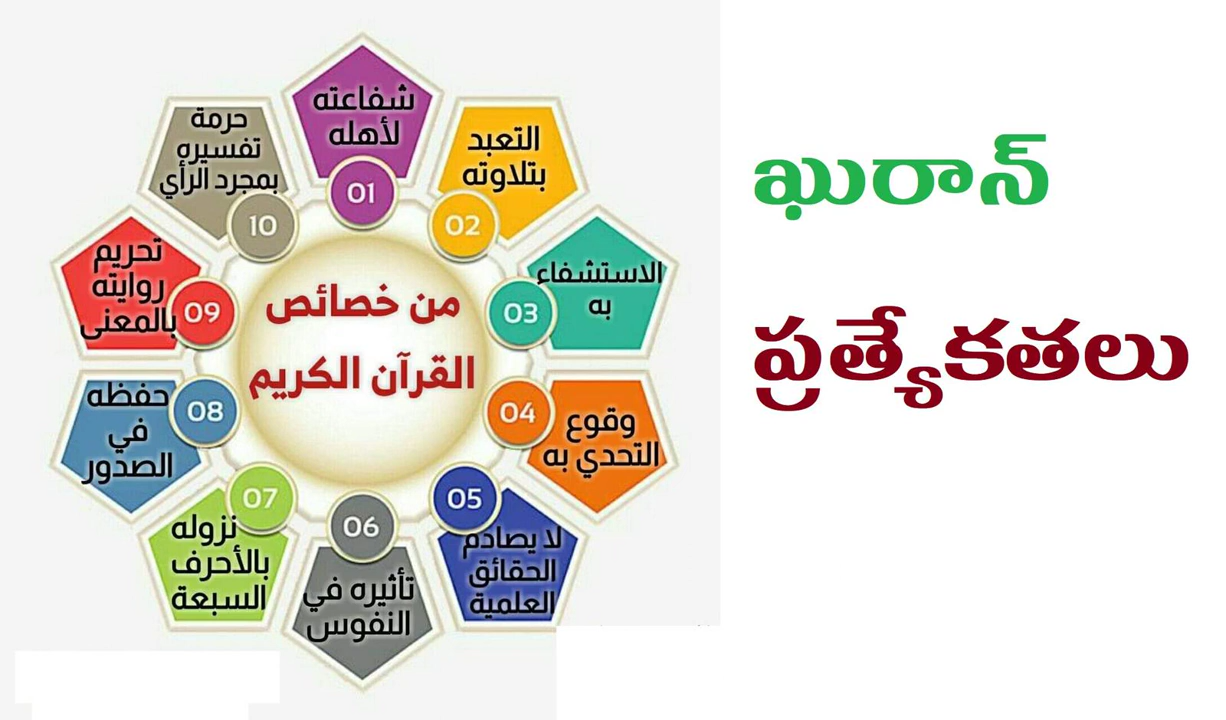 من خصائص
القرآن الكريم
01
شفاعته
لأهله
02
التعبد
بتلاوته
03
الاستشفاء
به
04
وقوع
التحدي به
05
لا يصادم
الحقائق
العلمية
06
تأثيره في
النفوس
07
نزوله
بالأحرف
السبعة
08
حفظه
في
الصدور
09
تحريم
روايته
بالمعنى
10
حرمة
تفسيره
بمجرد الرأي
ఖురాన్
ప్రత్యేకతలు